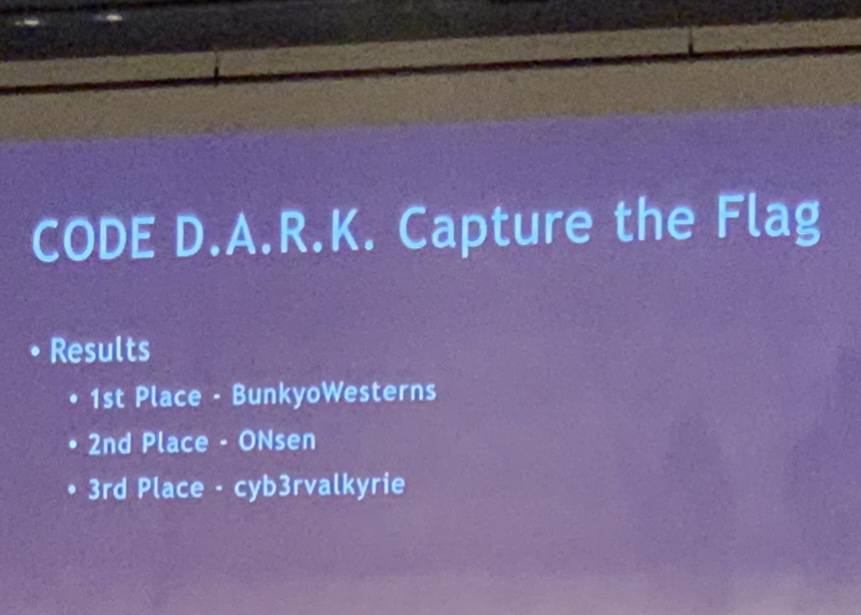 CODE D.A.R.K. Capture the Flag
• Results
• 1st Place - BunkyoWesterns
• 2nd Place - ONsen
• 3rd Place - cyb3rvalkyrie